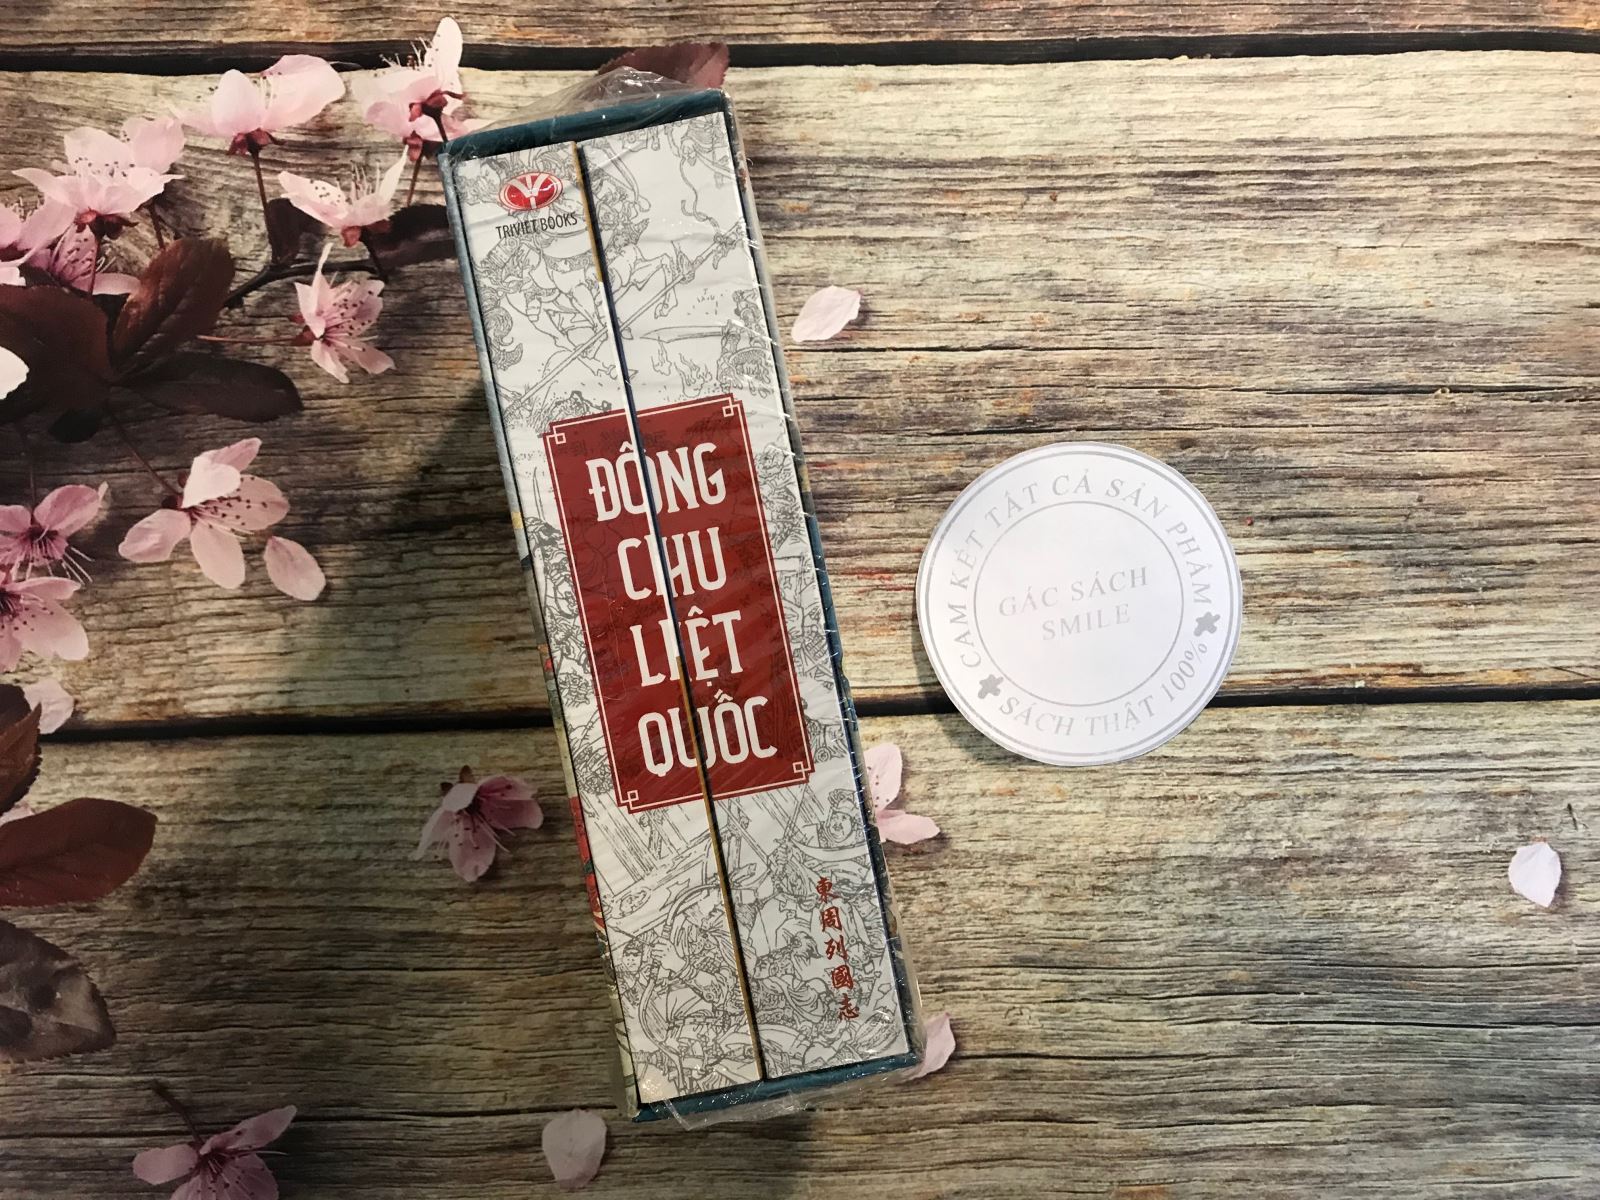 TRIVIET BOOKS
ĐÔNG
CHU
LIỆT
QUỐC
東周列國志
CAM KẾT TẤT CẢ SẢN PHẨM
GÁC SÁCH
SMILE
SÁCH THẬT 100%